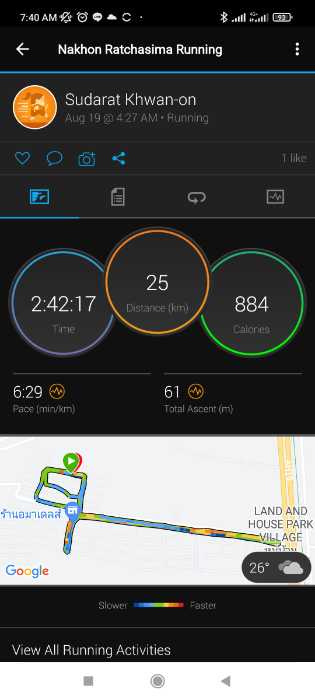 7:40 AM
93
Nakhon Ratchasima Running
Sudarat Khwan-on
Aug 19 @ 4:27 AM • Running
1 like
2:42:17
Time
25
Distance (km)
884
Calories
6:29
Pace (min/km)
61
Total Ascent (m)
ร้านอมาเดลส์
LAND AND
HOUSE PARK
VILLAGE
Google
26°
Slower
Faster
View All Running Activities